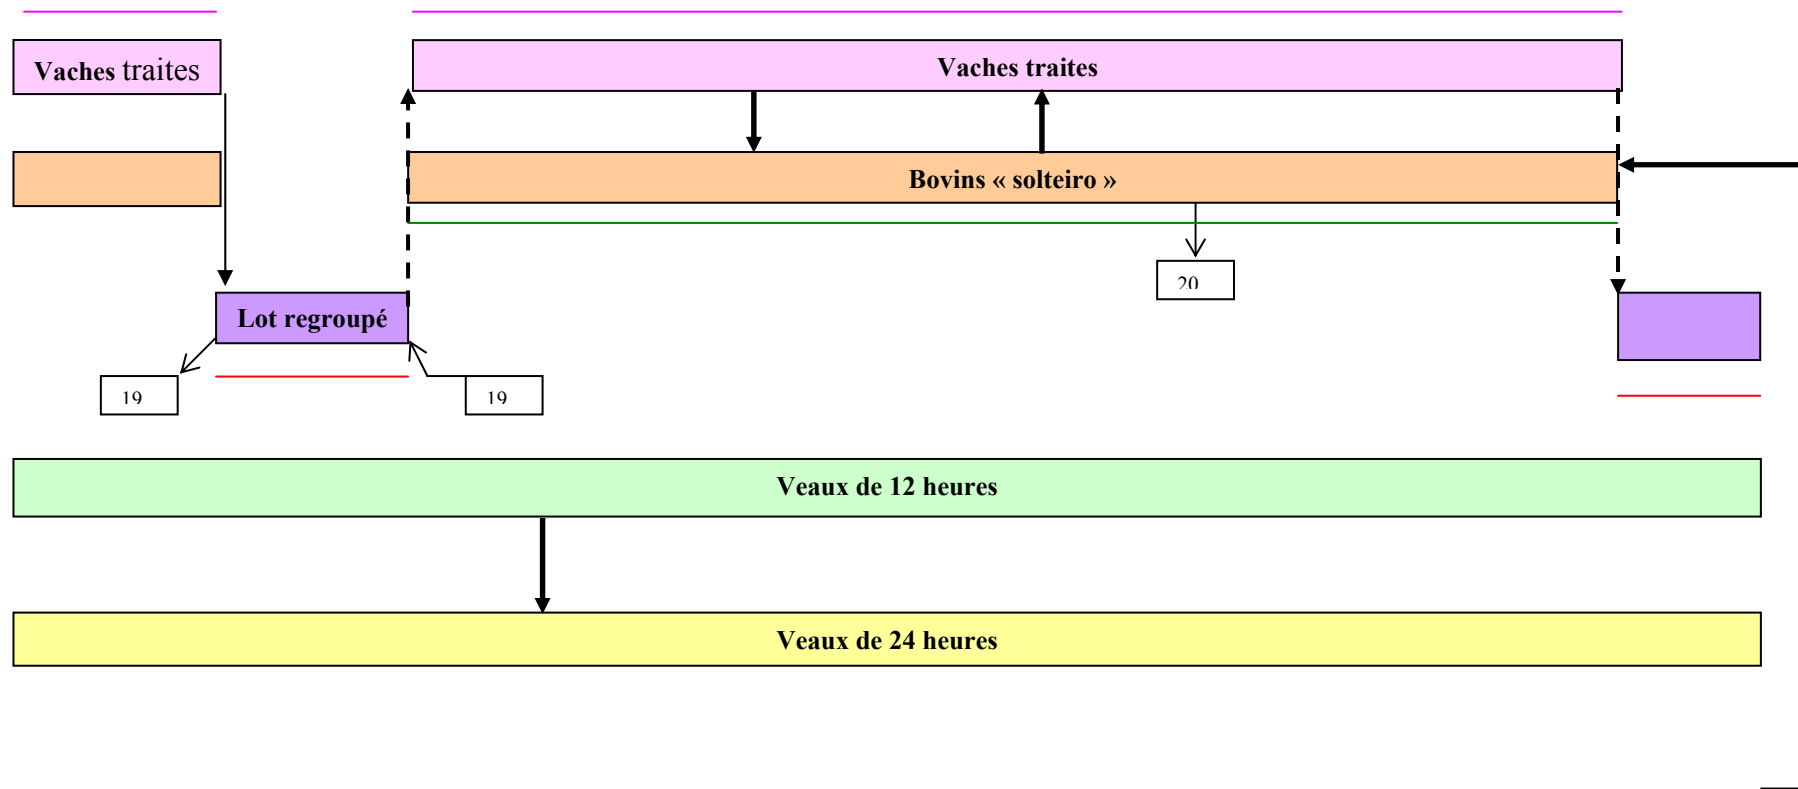 Vaches traites
Vaches traites
Bovins « solteiro »
20
Lot regroupé
19
19
Veaux de 12 heures
Veaux de 24 heures